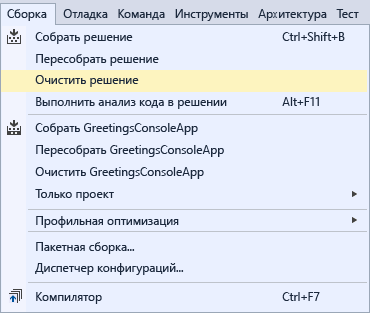 Сборка Отладка Команда Инструменты Архитектура Тест
Собрать решение Ctrl+Shift+B
Пересобрать решение
Очистить решение
Выполнить анализ кода в решении Alt+F11
Собрать GreetingsConsoleApp
Пересобрать GreetingsConsoleApp
Очистить GreetingsConsoleApp
Только проект
Профильная оптимизация
Пакетная сборка...
Диспетчер конфигураций...
Компилятор Ctrl+F7